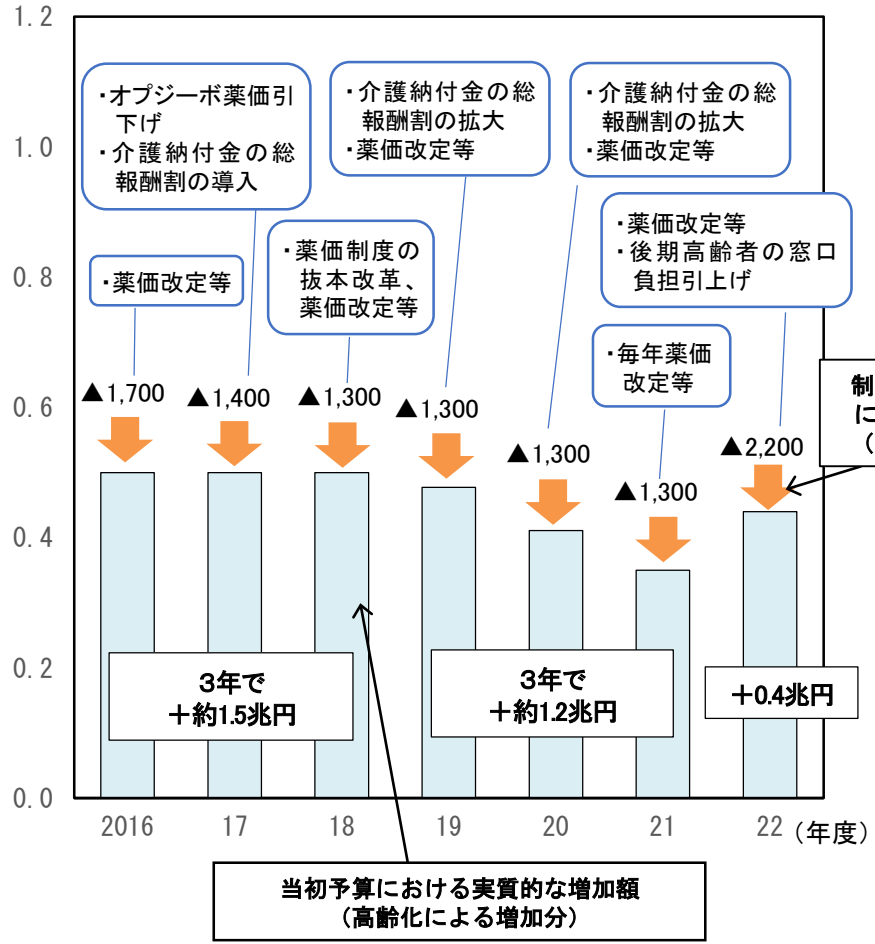 1.2
1.0
0.8
0.6
0.4
0.2
0.0
・オプジーボ薬価引
下げ
・介護納付金の総
報酬割の導入
・介護納付金の総
報酬割の拡大
・薬価改定等
・介護納付金の総
報酬割の拡大
・薬価改定等
・薬価改定等
・薬価制度の
抜本改革、
薬価改定等
・薬価改定等
・後期高齢者の窓口
負担引上げ
・毎年薬価
改定等
▲1,700
▲1,400
▲1,300
▲1,300
▲1,300
▲1,300
▲2,200
制
に
(
3年で
＋約1.5兆円
3年で
＋約1.2兆円
＋0.4兆円
2016 17 18 19 20 21 22 (年度)
当初予算における実質的な増加額
(高齢化による増加分)